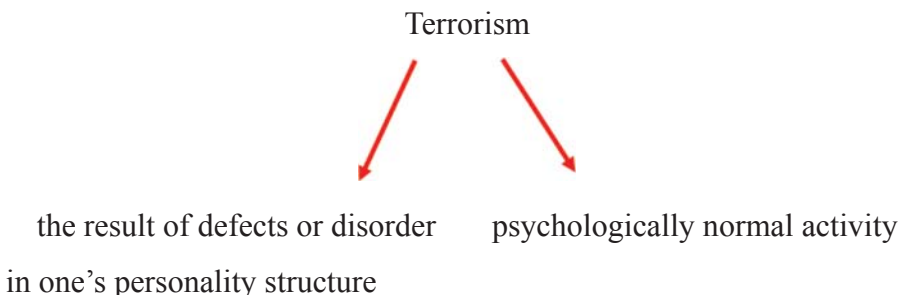 Terrorism
the result of defects or disorder
psychologically normal activity
in one’s personality structure